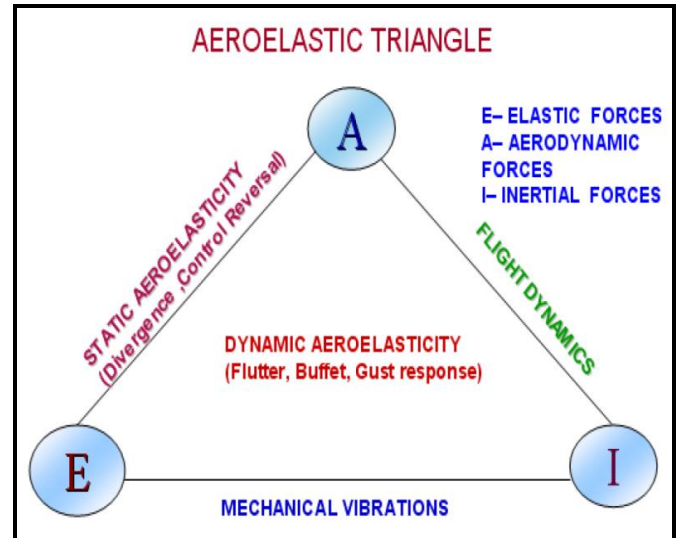 AEROELASTIC TRIANGLE
A
E– ELASTIC FORCES
A– AERODYNAMIC
FORCES
I– INERTIAL FORCES
STATIC AEROELASTICITY
(Divergence ,Control Reversal)
FLIGHT DYNAMICS
DYNAMIC AEROELASTICITY
(Flutter, Buffet, Gust response)
E
I
MECHANICAL VIBRATIONS